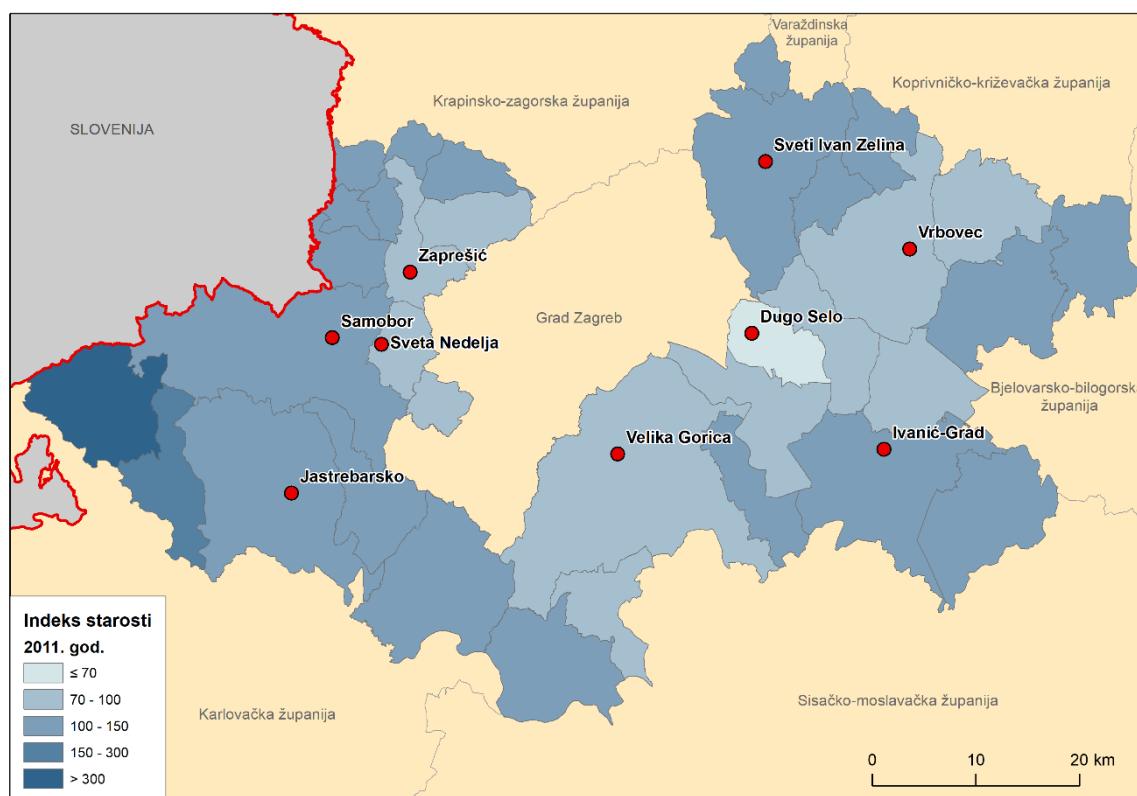 Varaždinska
županija
Koprivničko-križevačka županija
Krapinsko-zagorska županija
SLOVENIJA
Sveti Ivan Zelina
Vrbovec
Zaprešić
Samobor
Sveta Nedelja
Grad Zagreb
Dugo Selo
Bjelovarsko-bilogorska
županija
Velika Gorica
Ivanić-Grad
Jastrebarsko
Karlovačka županija
Sisačko-moslavačka županija
Indeks starosti
2011. god.
≤ 70
70 - 100
100 - 150
150 - 300
> 300
0 10 20 km